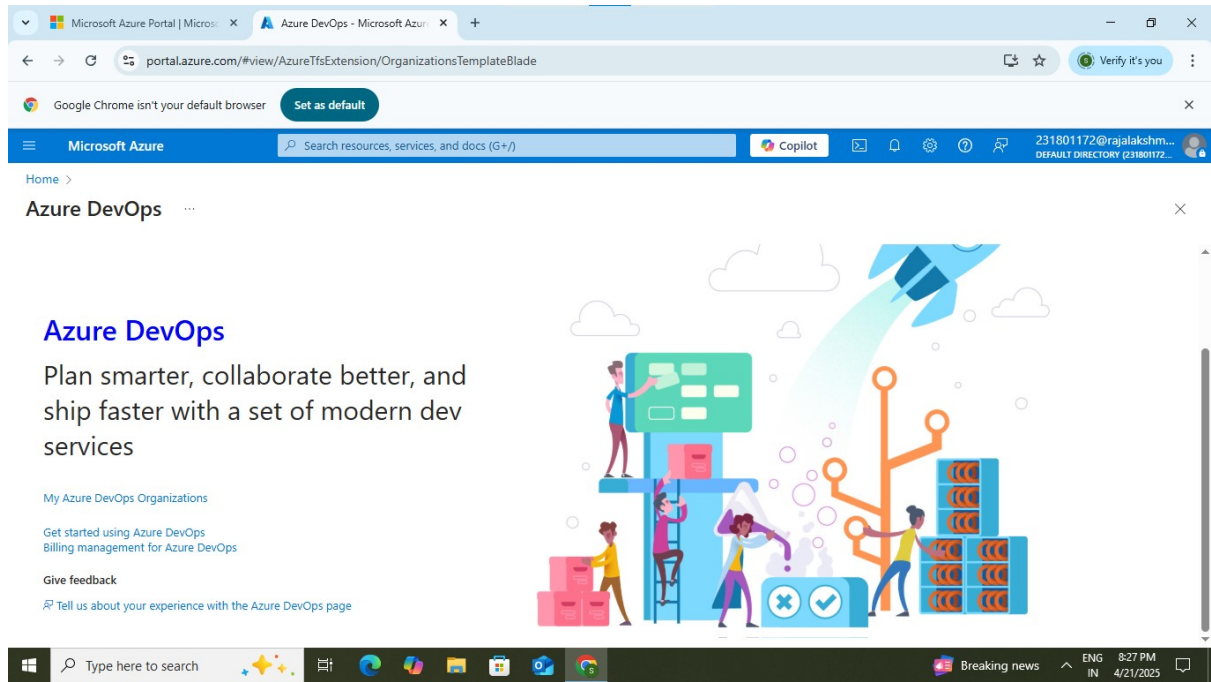 Microsoft Azure Portal | Micros
Azure DevOps - Microsoft Azur
portal.azure.com/#view/AzureTfsExtension/OrganizationsTemplateBlade
S Verify it's you
Google Chrome isn't your default browser Set as default
Microsoft Azure Search resources, services, and docs (G+/) Copilot 231801172@rajalakshm...
DEFAULT DIRECTORY (231801172...
Home >
Azure DevOps ...
Azure DevOps
Plan smarter, collaborate better, and
ship faster with a set of modern dev
services
My Azure DevOps Organizations
Get started using Azure DevOps
Billing management for Azure DevOps
Give feedback
Tell us about your experience with the Azure DevOps page
Type here to search
Breaking news
ENG
IN
8:27 PM
4/21/2025